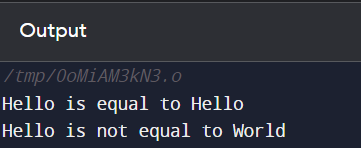 Output
/tmp/OoMiAM3kN3.o
Hello is equal to Hello
Hello is not equal to World